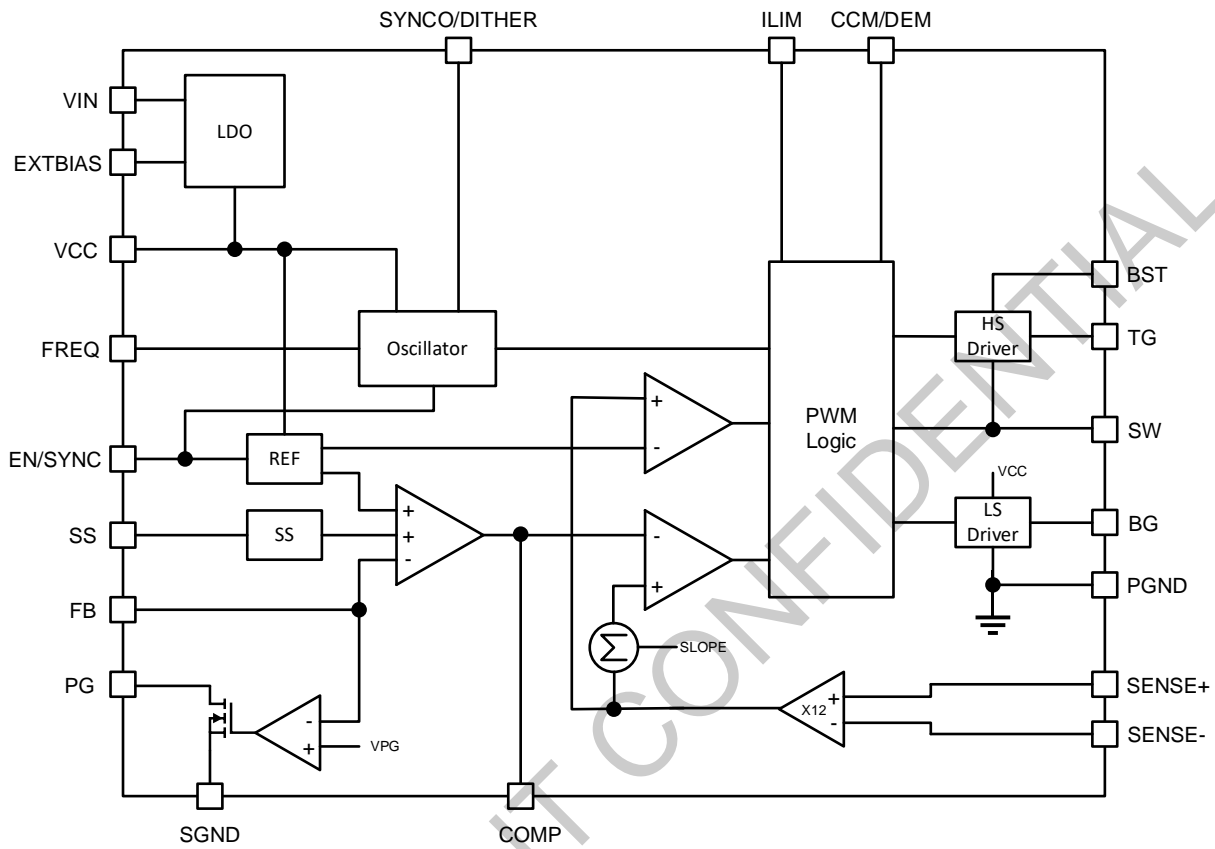 SYNCO/DITHER
ILIM
CCM/DEM
VIN
LDO
EXTBIAS
VCC
BST
HS
Driver
TG
FREQ
Oscillator
+
-
PWM
Logic
SW
EN/SYNC
REF
VCC
+
+
-
SS
SS
-
+
LS
Driver
BG
FB
PGND
Σ
SLOPE
PG
X12
+
-
SENSE+
SENSE-
-
+
VPG
SGND
COMP
CONFIDENTIAL